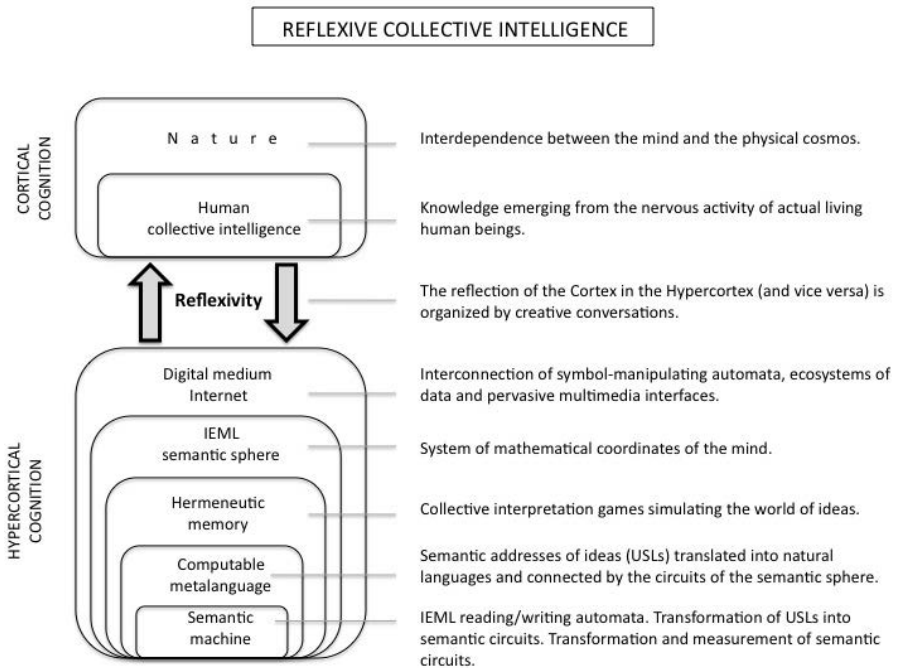 REFLEXIVE COLLECTIVE INTELLIGENCE
CORTICAL
COGNITION
N a t u r e
Interdependence between the mind and the physical cosmos.
Human
collective intelligence
Knowledge emerging from the nervous activity of actual living
human beings.
Reflexivity
The reflection of the Cortex in the Hypercortex (and vice versa) is
organized by creative conversations.
HYPERCORTICAL
COGNITION
Digital medium
Internet
Interconnection of symbol-manipulating automata, ecosystems of
data and pervasive multimedia interfaces.
IEML
semantic sphere
System of mathematical coordinates of the mind.
Hermeneutic
memory
Collective interpretation games simulating the world of ideas.
Computable
metalanguage
Semantic addresses of ideas (USLs) translated into natural
languages and connected by the circuits of the semantic sphere.
Semantic
machine
IEML reading/writing automata. Transformation of USLs into
semantic circuits. Transformation and measurement of semantic
circuits.